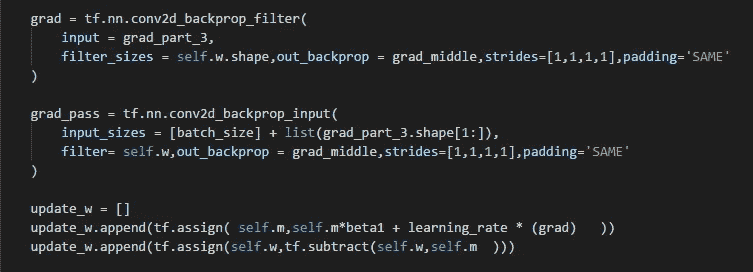 grad = tf.nn.conv2d_backprop_filter(
    input = grad_part_3,
    filter_sizes = self.w.shape,out_backprop = grad_middle,strides=[1,1,1,1],padding='SAME'
)

grad_pass = tf.nn.conv2d_backprop_input(
    input_sizes = [batch_size] + list(grad_part_3.shape[1:]),
    filter= self.w,out_backprop = grad_middle,strides=[1,1,1,1],padding='SAME'
)

update_w = []
update_w.append(tf.assign( self.m,self.m*beta1 + learning_rate * (grad)   ))
update_w.append(tf.assign(self.w,tf.subtract(self.w,self.m  )))